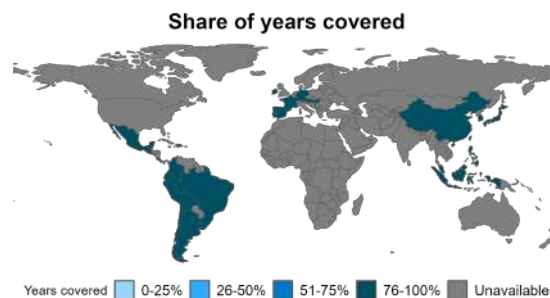 Share of years covered
Years covered 0-25% 26-50% 51-75% 76-100% Unavailable